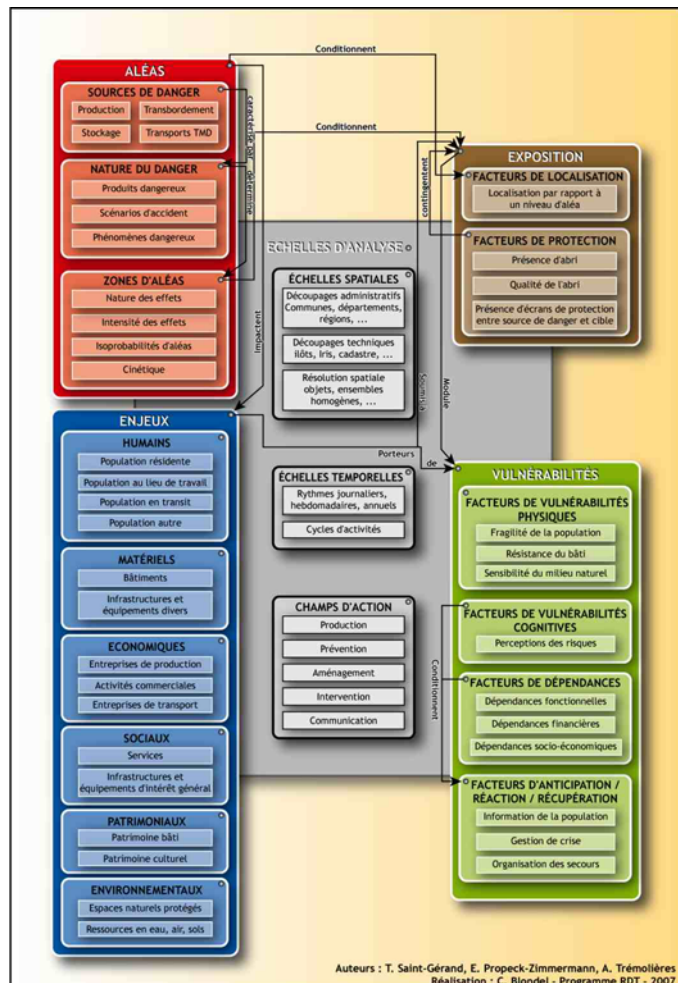 Conditionnent
ALÉAS
SOURCES DE DANGER
Production
Transbordement
Stockage
Transports TMD
NATURE DU DANGER
Produits dangereux
Scénarios d'accident
Phénomènes dangereux
ZONES D'ALÉAS
Nature des effets
Intensité des effets
Isoprobabilités d'aléas
Cinétique
caractérise par
détermine
Impactent
Conditionnent
contingentent
EXPOSITION
FACTEURS DE LOCALISATION
Localisation par rapport à
un niveau d'aléa
FACTEURS DE PROTECTION
Présence d'abri
Qualité de l'abri
Présence d'écrans de protection
entre source de danger et cible
ECHELLES D'ANALYSE
ÉCHELLES SPATIALES
Découpages administratifs
Communes, départements,
régions, ...
Découpages techniques
ilôts, Iris, cadastre, ...
Résolution spatiale
objets, ensembles
homogènes, ...
Soumis à
Module
Porteurs
de
ENJEUX
HUMAINS
Population résidente
Population au lieu de travail
Population en transit
Population autre
MATÉRIELS
Bâtiments
Infrastructures et
équipements divers
ECONOMIQUES
Entreprises de production
Activités commerciales
Entreprises de transport
SOCIAUX
Services
Infrastructures et
équipements d'intérêt général
PATRIMONIAUX
Patrimoine bâti
Patrimoine culturel
ENVIRONNEMENTAUX
Espaces naturels protégés
Ressources en eau, air, sols
ÉCHELLES TEMPORELLES
Rythmes journaliers,
hebdomadaires, annuels
Cycles d'activités
CHAMPS D'ACTION
Production
Prévention
Aménagement
Intervention
Communication
VULNÉRABILITÉS
FACTEURS DE VULNÉRABILITÉS
PHYSIQUES
Fragilité de la population
Résistance du bâti
Sensibilité du milieu naturel
FACTEURS DE VULNÉRABILITÉS
COGNITIVES
Perceptions des risques
Conditionnent
FACTEURS DE DÉPENDANCES
Dépendances fonctionnelles
Dépendances financières
Dépendances socio-économiques
FACTEURS D'ANTICIPATION /
RÉACTION / RÉCUPÉRATION
Information de la population
Gestion de crise
Organisation des secours
Auteurs : T. Saint-Gérand, E. Propeck-Zimmermann, A. Trémolières
Réalisation : C. Blondel - Programme RDT - 2007